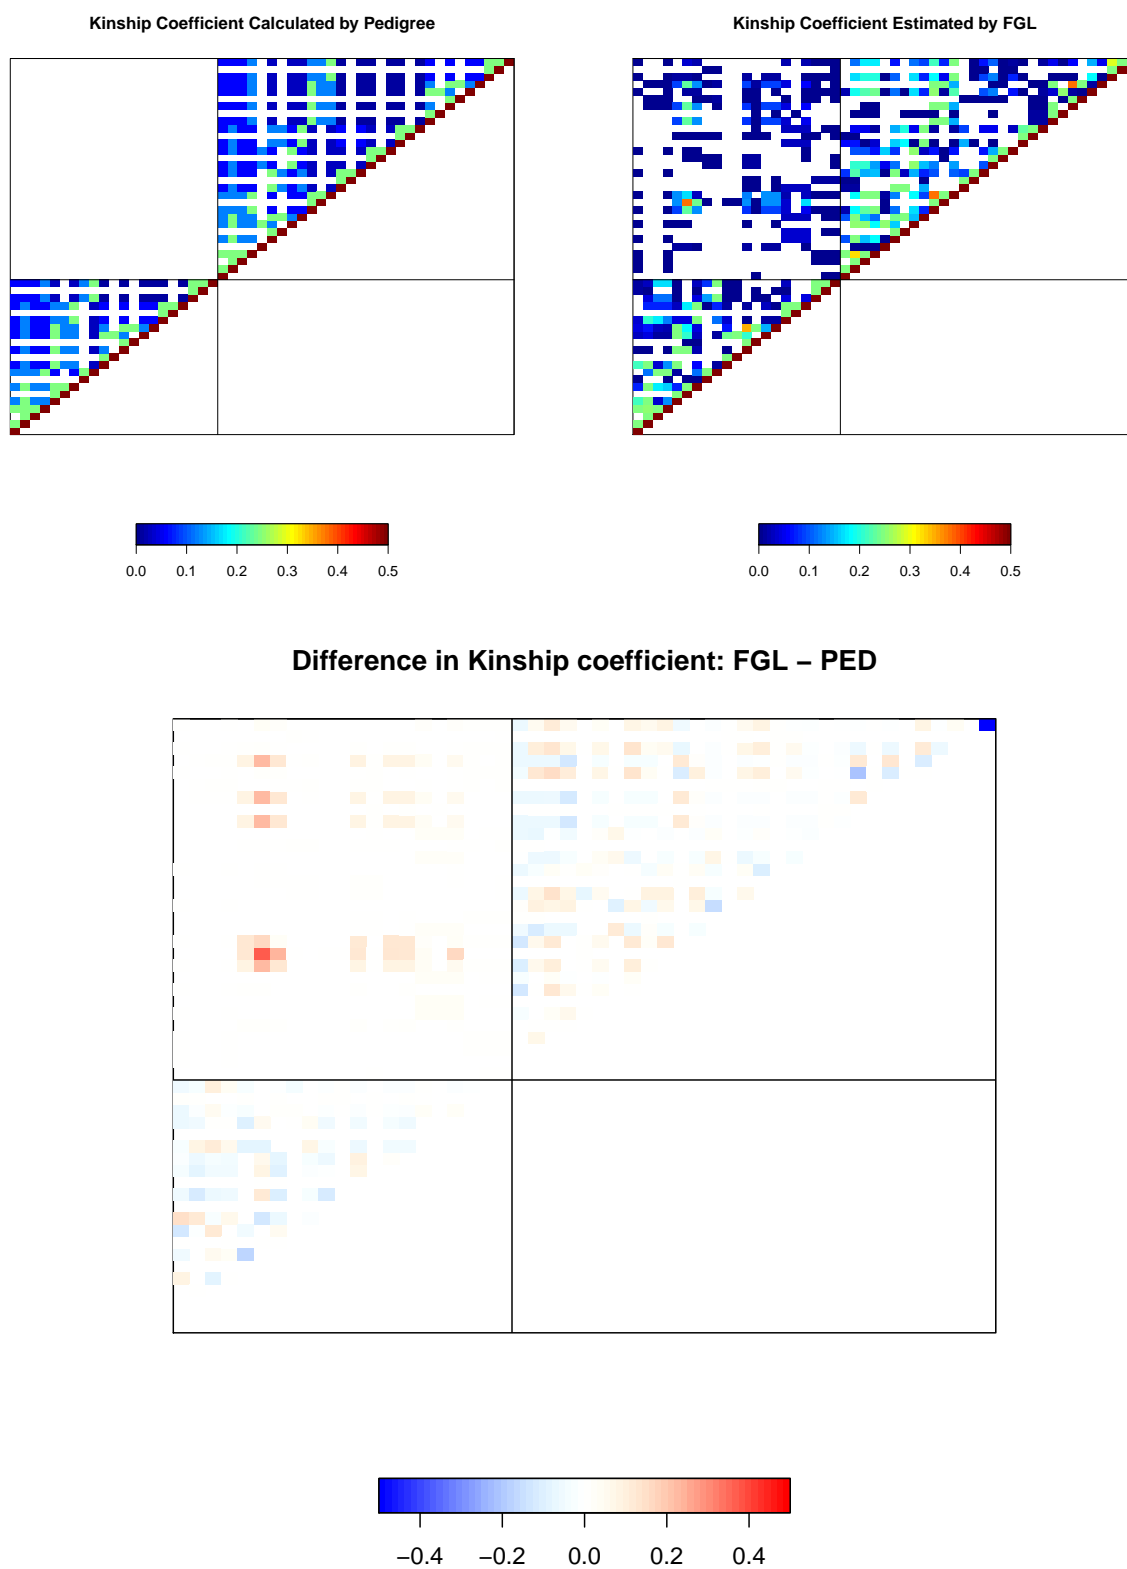 Kinship Coefficient Calculated by Pedigree
Kinship Coefficient Estimated by FGL
0.0 0.1 0.2 0.3 0.4 0.5
0.0 0.1 0.2 0.3 0.4 0.5
Difference in Kinship coefficient: FGL − PED
−0.4 −0.2 0.0 0.2 0.4